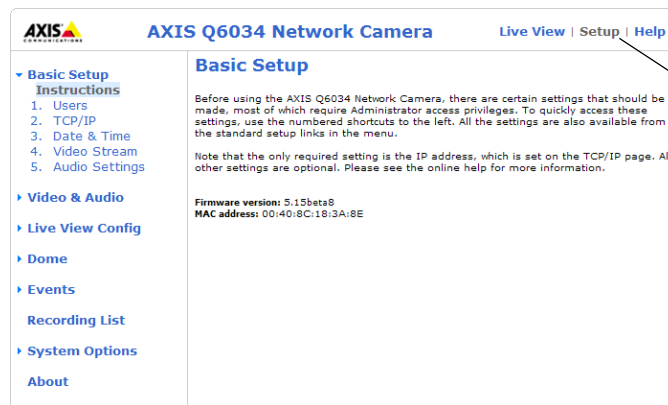 AXIS
COMMUNICATIONS
AXIS Q6034 Network Camera
Live View | Setup | Help
Basic Setup
Instructions
1. Users
2. TCP/IP
3. Date & Time
4. Video Stream
5. Audio Settings
Video & Audio
Live View Config
Dome
Events
Recording List
System Options
About
Basic Setup
Before using the AXIS Q6034 Network Camera, there are certain settings that should be
made, most of which require Administrator access privileges. To quickly access these
settings, use the numbered shortcuts to the left. All the settings are also available from
the standard setup links in the menu.
Note that the only required setting is the IP address, which is set on the TCP/IP page. Al
other settings are optional. Please see the online help for more information.
Firmware version: 5.15beta8
MAC address: 00:40:8C:18:3A:8E